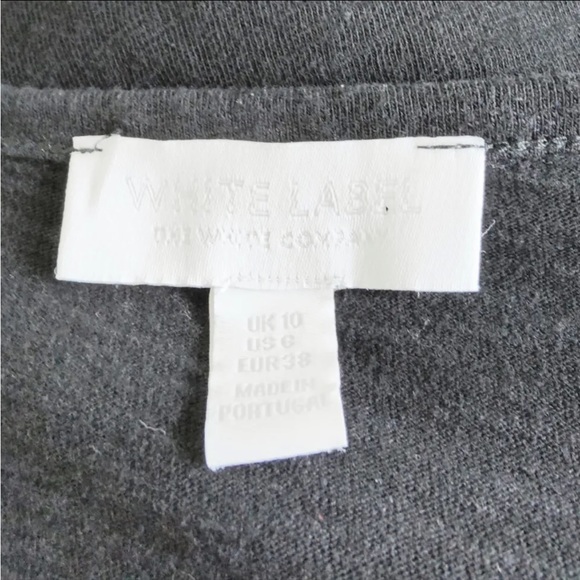 WHITE LABEL
THE WHITE COMPANY
UK 10
US 6
EUR 38
MADE IN
PORTUGAL